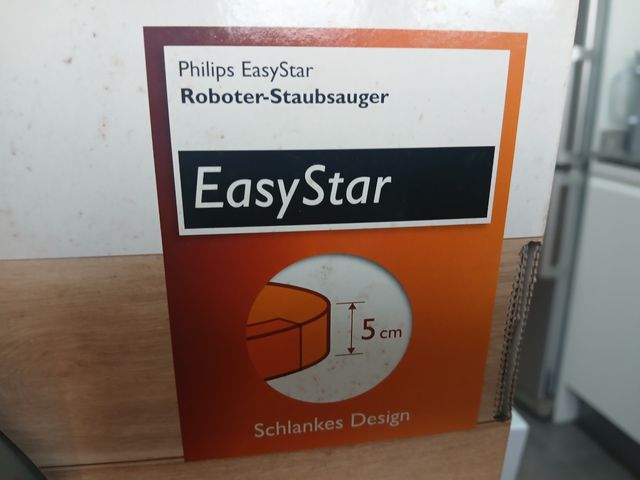 Philips EasyStar
Roboter-Staubsauger
EasyStar
5 cm
Schlankes Design